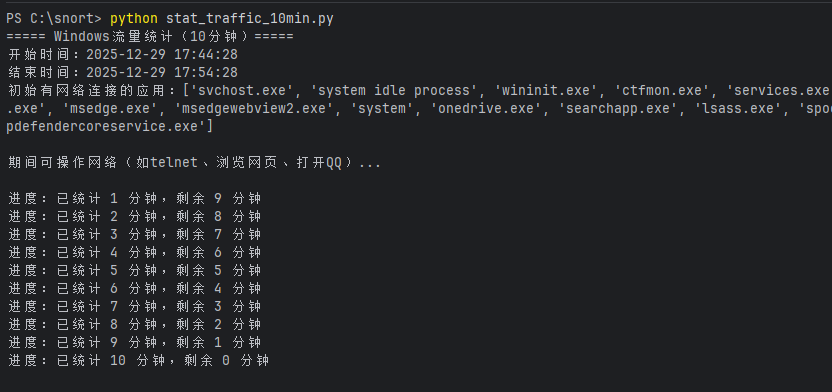 PS C:\snort> python stat_traffic_10min.py
===== Windows流量统计（10分钟）=====
开始时间：2025-12-29 17:44:28
结束时间：2025-12-29 17:54:28
初始有网络连接的应用：['svchost.exe', 'system idle process', 'wininit.exe', 'ctfmon.exe', 'services.exe
.exe', 'msedge.exe', 'msedgewebview2.exe', 'system', 'onedrive.exe', 'searchapp.exe', 'lsass.exe', 'spoo
pdefendercoreservice.exe']
期间可操作网络（如telnet、浏览网页、打开QQ）...
进度：已统计 1 分钟，剩余 9 分钟
进度：已统计 2 分钟，剩余 8 分钟
进度：已统计 3 分钟，剩余 7 分钟
进度：已统计 4 分钟，剩余 6 分钟
进度：已统计 5 分钟，剩余 5 分钟
进度：已统计 6 分钟，剩余 4 分钟
进度：已统计 7 分钟，剩余 3 分钟
进度：已统计 8 分钟，剩余 2 分钟
进度：已统计 9 分钟，剩余 1 分钟
进度：已统计 10 分钟，剩余 0 分钟